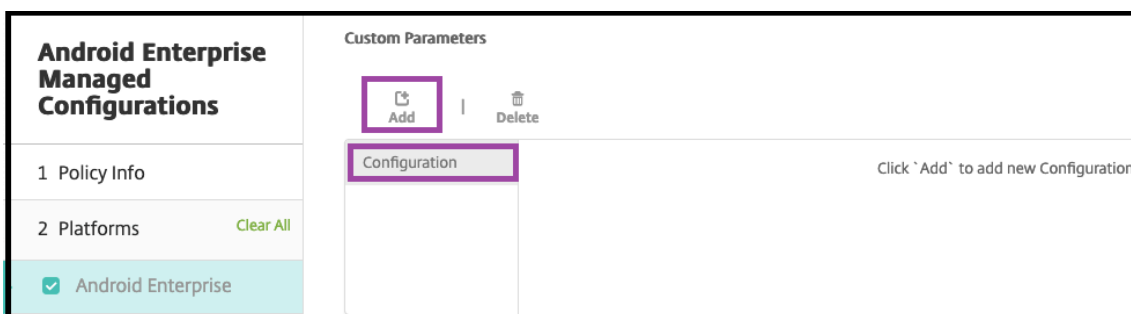 Android Enterprise
Managed
Configurations
1 Policy Info
2 Platforms Clear All
Android Enterprise
Custom Parameters
Add | Delete
Configuration
Click `Add` to add new Configuration